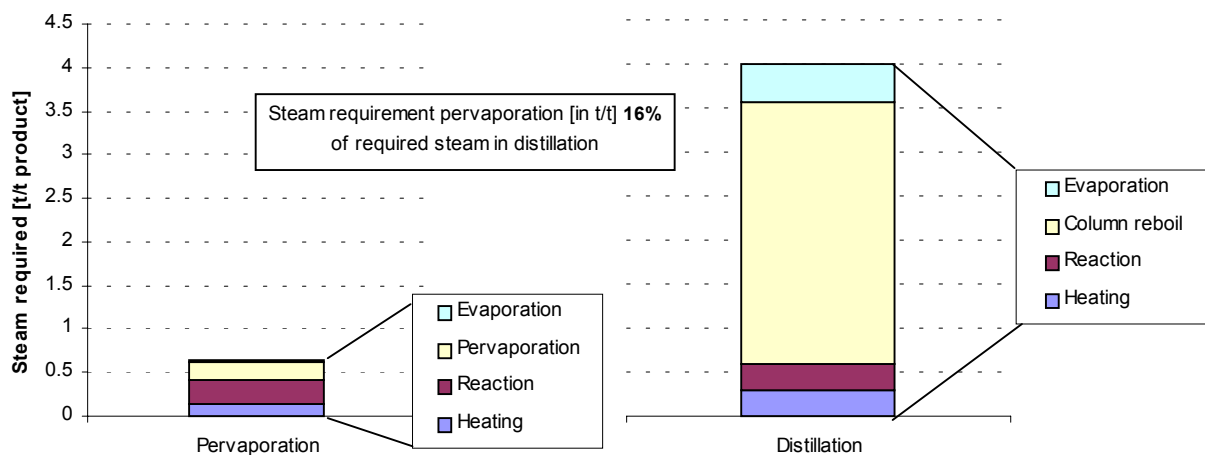 4.5
4
3.5
3
2.5
2
1.5
1
0.5
0
Steam required [t/t product]
Steam requirement pervaporation [in t/t] 16%
of required steam in distillation
Evaporation
Pervaporation
Reaction
Heating
Evaporation
Column reboil
Reaction
Heating
Pervaporation
Distillation